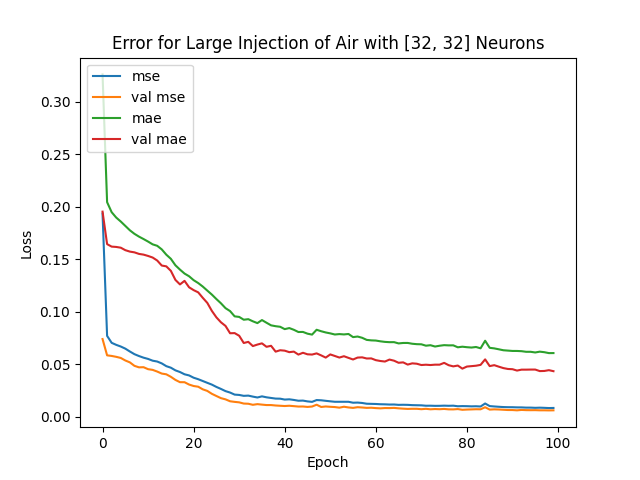 Error for Large Injection of Air with [32, 32] Neurons
mse
val mse
mae
val mae
0.30
0.25
0.20
0.15
0.10
0.05
0.00
Loss
0 20 40 60 80 100
Epoch